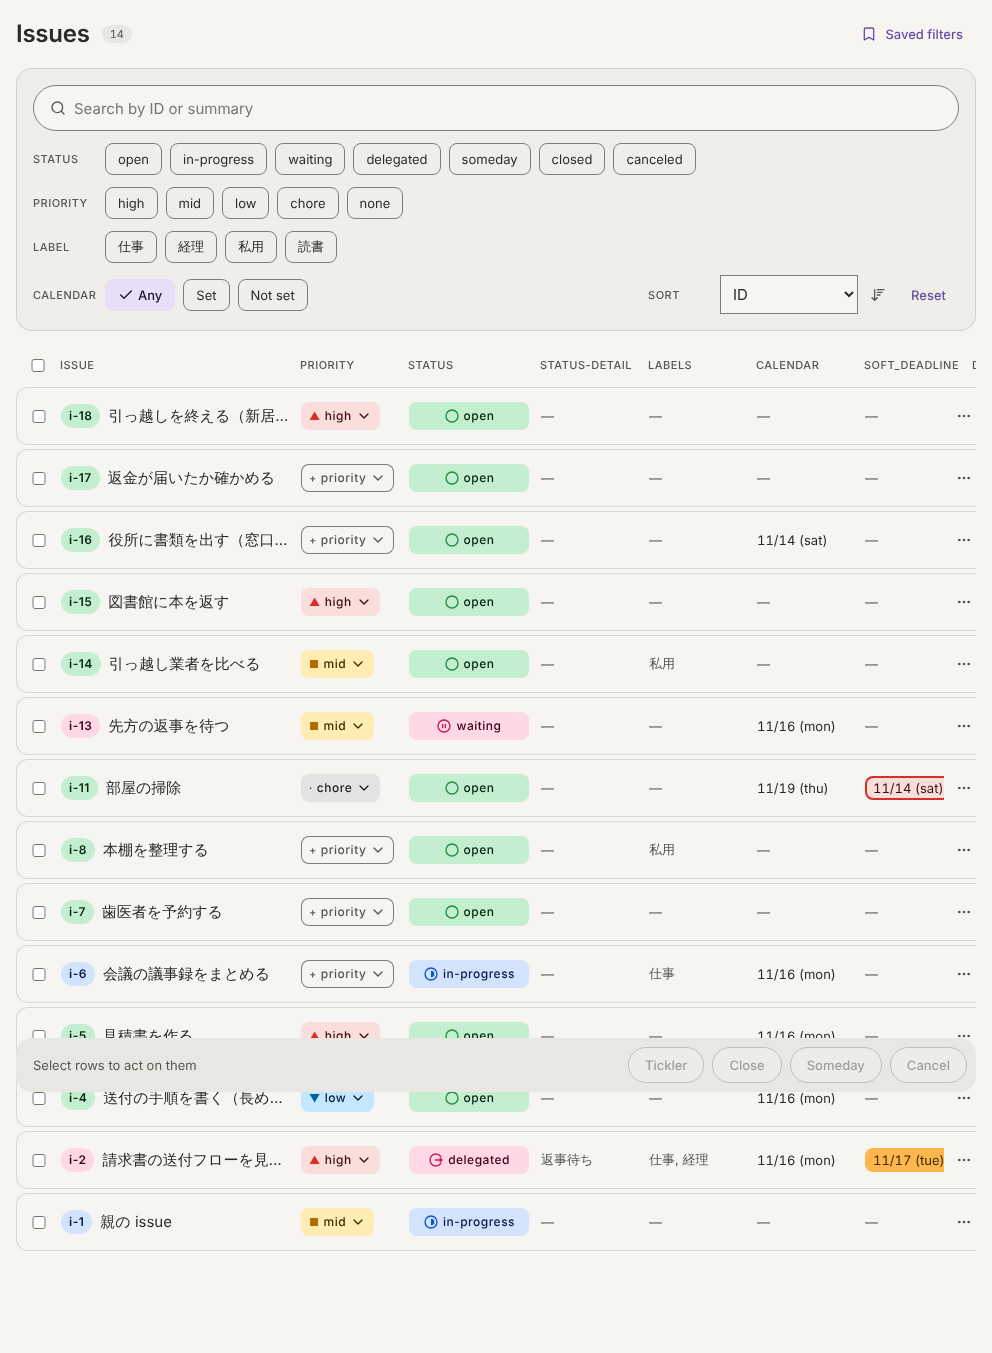 Issues 14 Saved filters
Search by ID or summary
STATUS open in-progress waiting delegated someday closed canceled
PRIORITY high mid low chore none
LABEL 仕事 経理 私用 読書
CALENDAR Any Set Not set SORT ID Reset
ISSUE PRIORITY STATUS STATUS-DETAIL LABELS CALENDAR SOFT_DEADLINE
i-18 引っ越しを終える（新居… high open — — — — ...
i-17 返金が届いたか確かめる + priority open — — — — ...
i-16 役所に書類を出す（窓口… + priority open — — 11/14 (sat) — ...
i-15 図書館に本を返す high open — — — — ...
i-14 引っ越し業者を比べる mid open — 私用 — — ...
i-13 先方の返事を待つ mid waiting — — 11/16 (mon) — ...
i-11 部屋の掃除 · chore open — — 11/19 (thu) 11/14 (sat) ...
i-8 本棚を整理する + priority open — 私用 — — ...
i-7 歯医者を予約する + priority open — — — — ...
i-6 会議の議事録をまとめる + priority in-progress — 仕事 11/16 (mon) — ...
i-5 見積書を作る high open — — 11/16 (mon) — ...
Select rows to act on them Tickler Close Someday Cancel
i-4 送付の手順を書く（長め… low open — — 11/16 (mon) — ...
i-2 請求書の送付フローを見… high delegated 返事待ち 仕事, 経理 11/16 (mon) 11/17 (tue) ...
i-1 親の issue mid in-progress — — — — ...